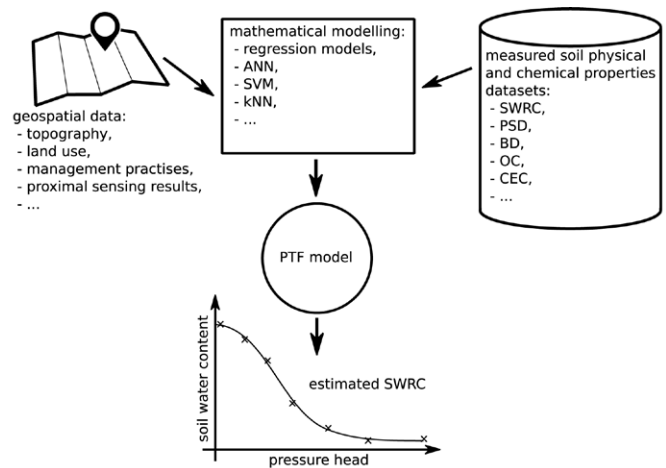 mathematical modelling:
- regression models,
- ANN,
- SVM,
- kNN,
- ...
measured soil physical
and chemical properties
datasets:
- SWRC,
- PSD,
- BD,
- OC,
- CEC,
- ...
geospatial data:
- topography,
- land use,
- management practises,
- proximal sensing results,
- ...
PTF model
estimated SWRC
soil water content
pressure head